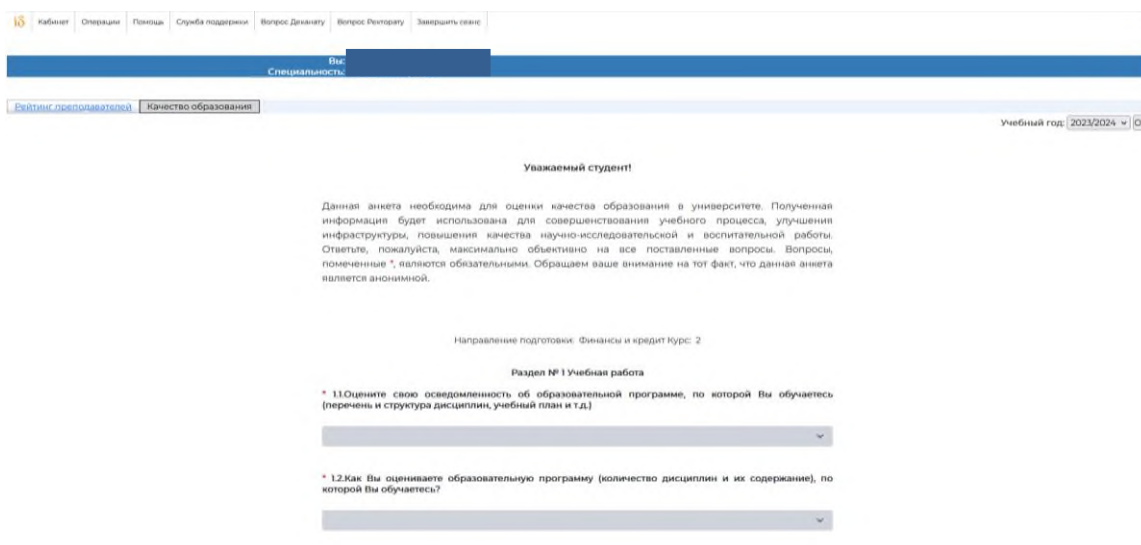 Кабинет Операции Помощь Служба поддержки Вопрос Деканату Вопрос Ректорату Завершить сеанс
Вы:
Специальность:
Рейтинг преподавателей Качество образования
Учебный год: 2023/2024 О
Уважаемый студент!
Данная анкета необходима для оценки качества образования в университете. Полученная
информация будет использована для совершенствования учебного процесса, улучшения
инфраструктуры, повышения качества научно-исследовательской и воспитательной работы.
Ответьте, пожалуйста, максимально объективно на все поставленные вопросы. Вопросы,
помеченные *, являются обязательными. Обращаем ваше внимание на тот факт, что данная анкета
является анонимной.
Направление подготовки: Финансы и кредит Курс: 2
Раздел № 1 Учебная работа
* 1.1.Оцените свою осведомленность об образовательной программе, по которой Вы обучаетесь
(перечень и структура дисциплин, учебный план и т.д.)
* 1.2.Как Вы оцениваете образовательную программу (количество дисциплин и их содержание), по
которой Вы обучаетесь?